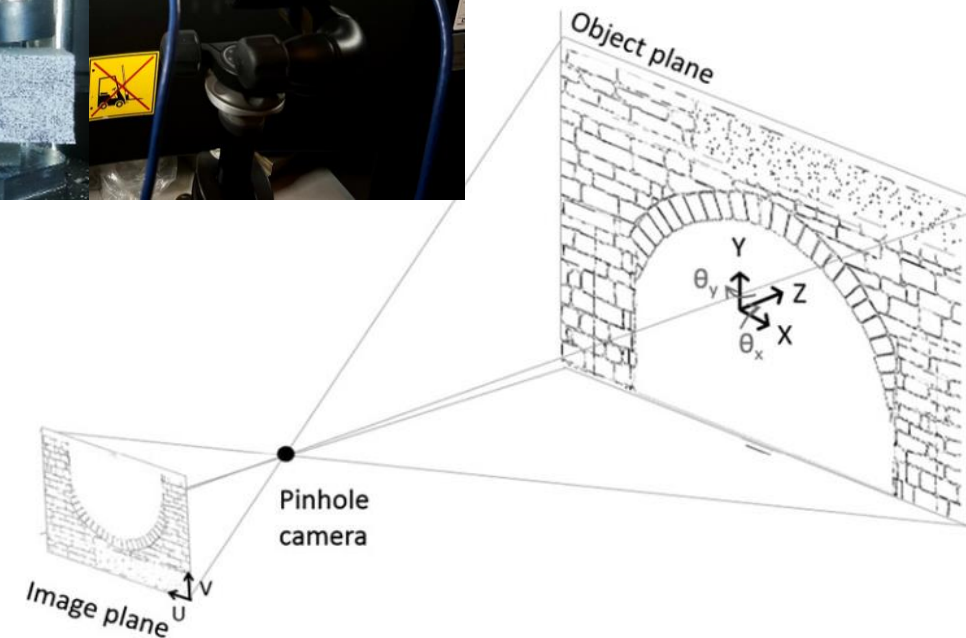 Object plane
Y
θy
Z
X
θx
Pinhole
camera
V
U
Image plane